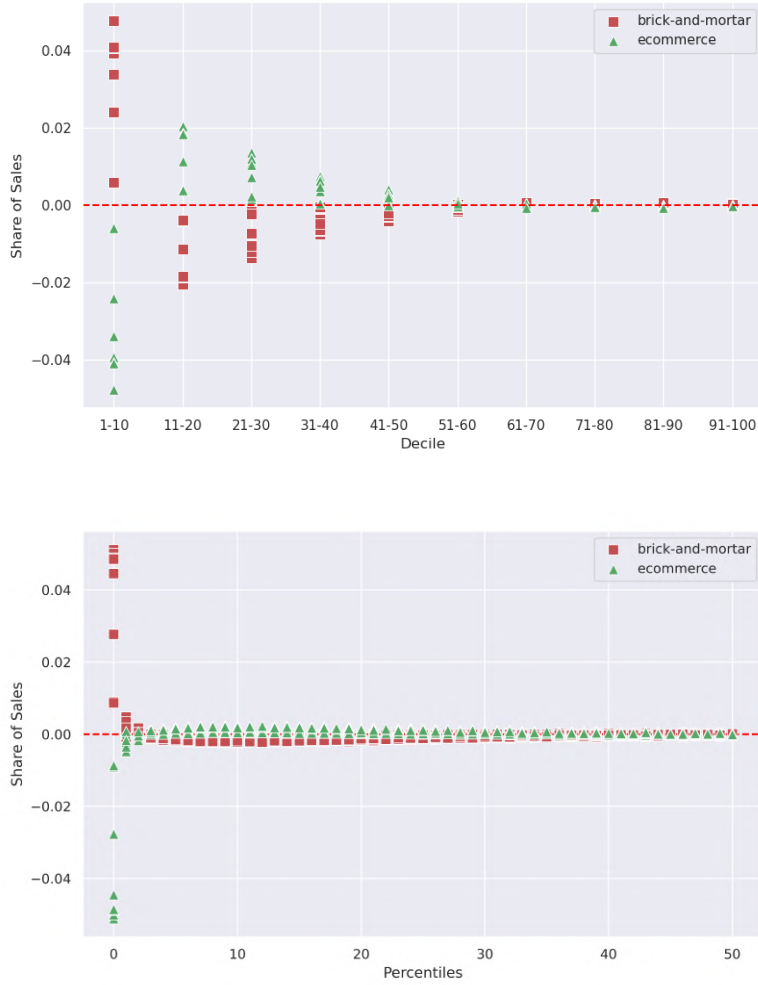 brick-and-mortar
ecommerce
Share of Sales
0.04
0.02
0.00
−0.02
−0.04
1-10 11-20 21-30 31-40 41-50 51-60 61-70 71-80 81-90 91-100
Decile
brick-and-mortar
ecommerce
Share of Sales
0.04
0.02
0.00
−0.02
−0.04
0 10 20 30 40 50
Percentiles